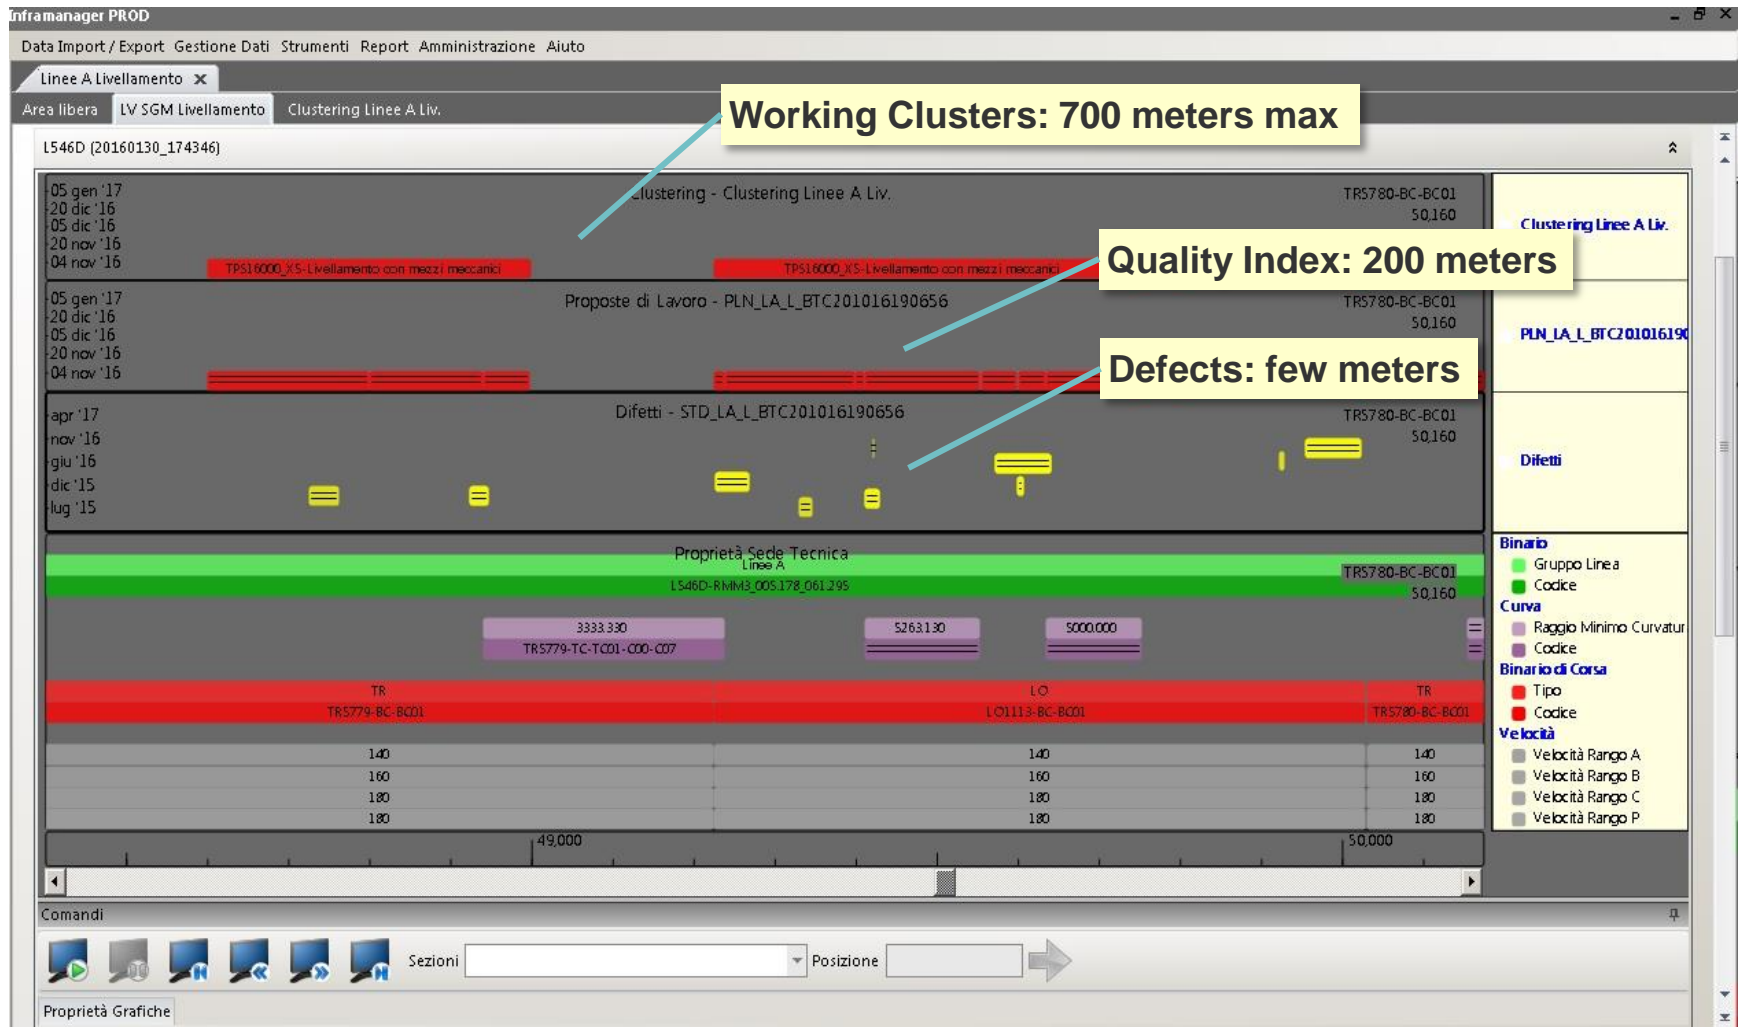 Inframanager PROD
Data Import / Export Gestione Dati Strumenti Report Amministrazione Aiuto
Linee A Livellamento
Area libera LV SGM Livellamento Clustering Linee A Liv.
Working Clusters: 700 meters max
L546D (20160130_174346)
05 gen '17
20 dic '16
05 dic '16
20 nov '16
04 nov '16
Clustering - Clustering Linee A Liv.
TR5780-BC-BC01
50,160
Clustering Linee A Liv.
TPS16000_XS-Livellamento con mezzi meccanici
TPS16000_XS-Livellamento con mezzi meccanici
Quality Index: 200 meters
05 gen '17
20 dic '16
05 dic '16
20 nov '16
04 nov '16
Proposte di Lavoro - PLN_LA_L_BTC201016190656
TR5780-BC-BC01
50,160
PLN_LA_L_BTC20101619
Defects: few meters
apr '17
nov '16
giu '16
dic '15
lug '15
Difetti - STD_LA_L_BTC201016190656
TR5780-BC-BC01
50,160
Difetti
Proprietà Sede Tecnica
Linee A
L546D-RMM3_005.178_061.295
TR5780-BC-BC01
50,160
3333.330 5263.130 5000.000
TR5779-TC-TC01-C00-C07
TR LO TR
TR5779-BC-BC01 LO1113-BC-BC01 TR5780-BC-BC01
140 140 140
160 160 160
180 180 180
180 180 180
Binario
Gruppo Linea
Codice
Curva
Raggio Minimo Curvatur
Codice
Binario di Corsa
Tipo
Codice
Velocità
Velocità Rango A
Velocità Rango B
Velocità Rango C
Velocità Rango P
49,000 50,000
Comandi
Sezioni Posizione
Proprietà Grafiche